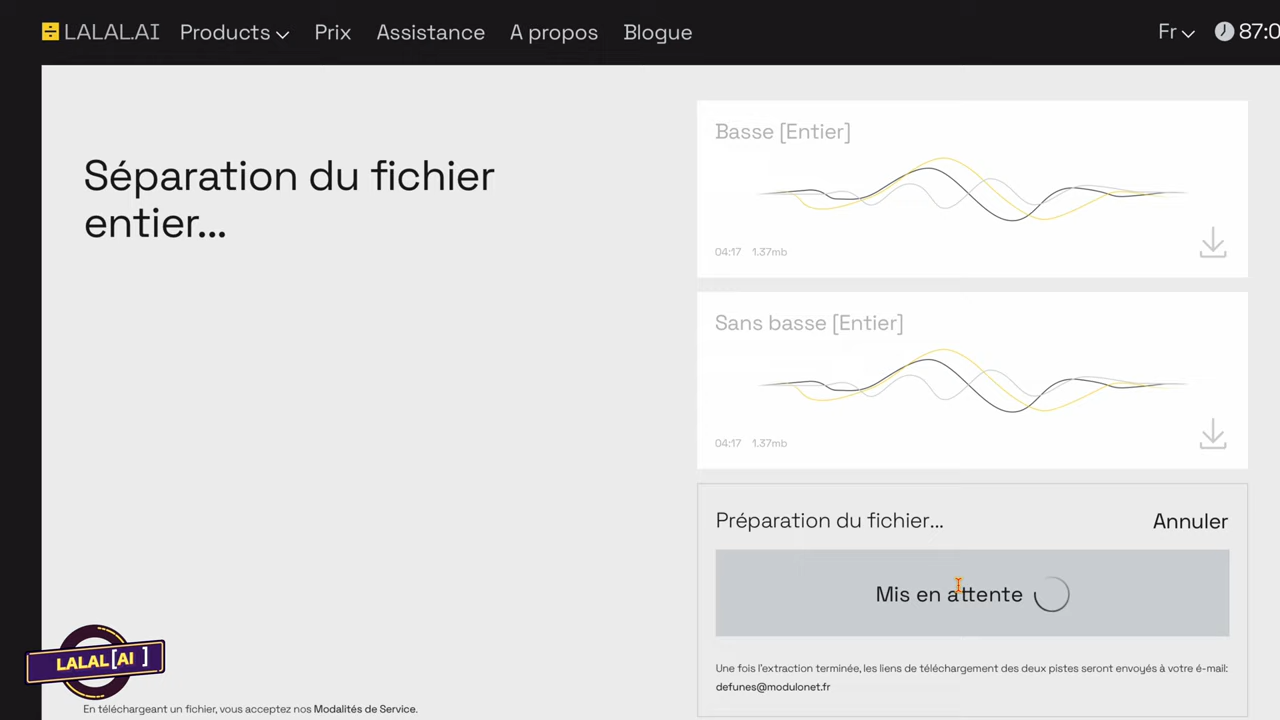 LALAL.AI Products Prix Assistance A propos Blogue Fr 87:0
Séparation du fichier
entier...
Basse [Entier]
04:17 1.37mb
Sans basse [Entier]
04:17 1.37mb
Préparation du fichier... Annuler
Mis en attente
Une fois l'extraction terminée, les liens de téléchargement des deux pistes seront envoyés à votre é-mail:
defunes@modulonet.fr
LALAL[AI ]
En téléchargeant un fichier, vous acceptez nos Modalités de Service.